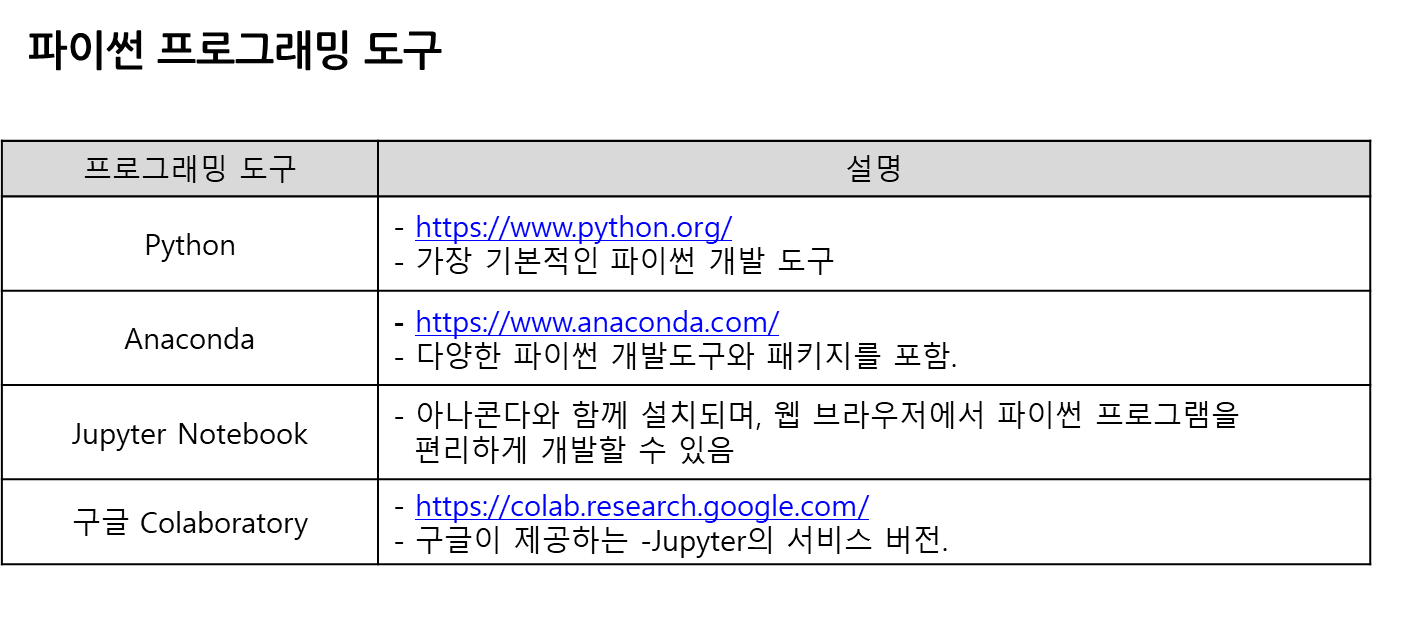 파이썬 프로그래밍 도구
프로그래밍 도구
설명
Python
- https://www.python.org/
- 가장 기본적인 파이썬 개발 도구
Anaconda
- https://www.anaconda.com/
- 다양한 파이썬 개발도구와 패키지를 포함.
Jupyter Notebook
- 아나콘다와 함께 설치되며, 웹 브라우저에서 파이썬 프로그램을
편리하게 개발할 수 있음
구글 Colaboratory
- https://colab.research.google.com/
- 구글이 제공하는 -Jupyter의 서비스 버전.